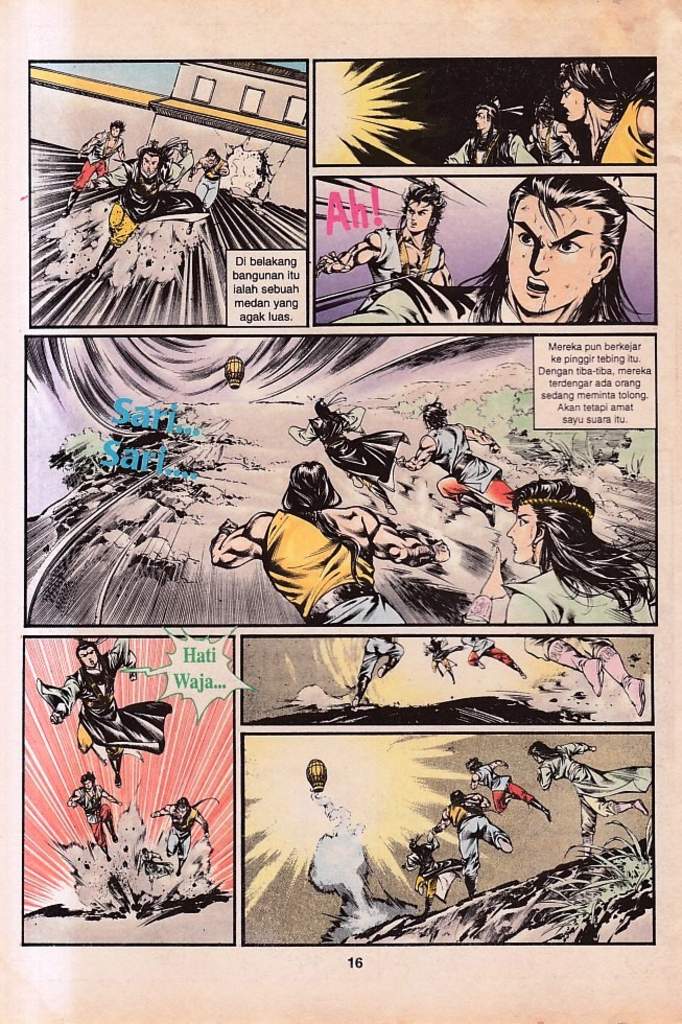 Di belakang
bangunan itu
ialah sebuah
medan yang
agak luas.
Ah!
Mereka pun berkejar
ke pinggir tebing itu.
Dengan tiba-tiba, mereka
terdengar ada orang
sedang meminta tolong.
Akan tetapi amat
sayu suara itu.
Sari....
Sari.....
Hati
Waja...
16